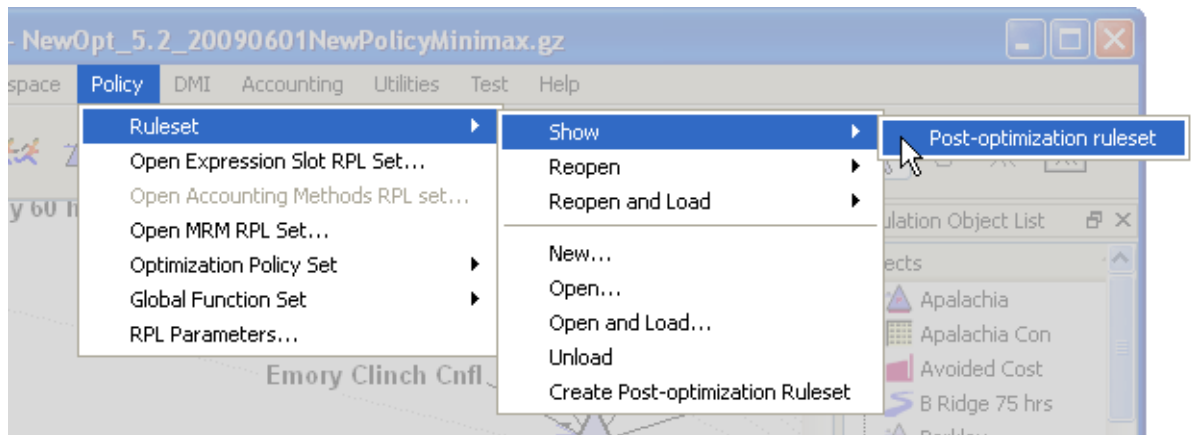 - NewOpt_5.2_20090601NewPolicyMinimax.gz
space Policy DMI Accounting Utilities Test Help
Ruleset
Open Expression Slot RPL Set...
Open Accounting Methods RPL set...
Open MRM RPL Set...
Optimization Policy Set
Global Function Set
RPL Parameters...
Show
Reopen
Reopen and Load
New...
Open...
Open and Load...
Unload
Create Post-optimization Ruleset
Post-optimization ruleset
y 60 h
Emory Clinch Cnfl
ulation Object List
ects
Apalachia
Apalachia Con
Avoided Cost
B Ridge 75 hrs